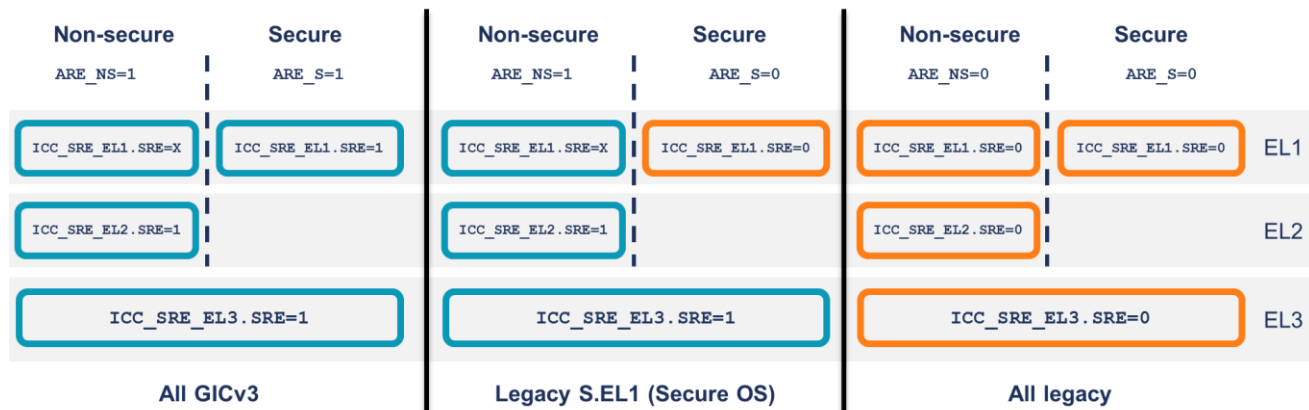 Non-secure Secure Non-secure Secure Non-secure Secure
ARE_NS=1 ARE_S=1 ARE_NS=1 ARE_S=0 ARE_NS=0 ARE_S=0
ICC_SRE_EL1.SRE=X ICC_SRE_EL1.SRE=1 ICC_SRE_EL1.SRE=X ICC_SRE_EL1.SRE=0 ICC_SRE_EL1.SRE=0 ICC_SRE_EL1.SRE=0 EL1
ICC_SRE_EL2.SRE=1 ICC_SRE_EL2.SRE=1 ICC_SRE_EL2.SRE=0 EL2
ICC_SRE_EL3.SRE=1 ICC_SRE_EL3.SRE=1 ICC_SRE_EL3.SRE=0 EL3
All GICv3 Legacy S.EL1 (Secure OS) All legacy